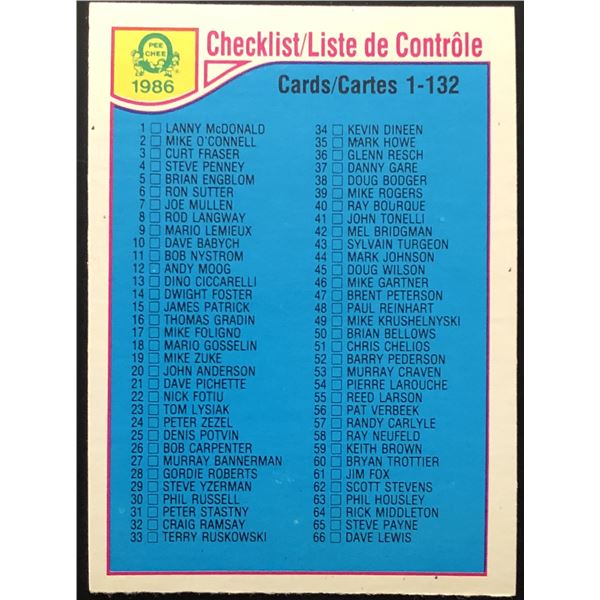 PEE
CHEE
1986
Checklist/Liste de Contrôle
Cards/Cartes 1-132
1 LANNY McDONALD
2 MIKE O'CONNELL
3 CURT FRASER
4 STEVE PENNEY
5 BRIAN ENGBLOM
6 RON SUTTER
7 JOE MULLEN
8 ROD LANGWAY
9 MARIO LEMIEUX
10 DAVE BABYCH
11 BOB NYSTROM
12 ANDY MOOG
13 DINO CICCARELLI
14 DWIGHT FOSTER
15 JAMES PATRICK
16 THOMAS GRADIN
17 MIKE FOLIGNO
18 MARIO GOSSELIN
19 MIKE ZUKE
20 JOHN ANDERSON
21 DAVE PICHETTE
22 NICK FOTIU
23 TOM LYSIAK
24 PETER ZEZEL
25 DENIS POTVIN
26 BOB CARPENTER
27 MURRAY BANNERMAN
28 GORDIE ROBERTS
29 STEVE YZERMAN
30 PHIL RUSSELL
31 PETER STASTNY
32 CRAIG RAMSAY
33 TERRY RUSKOWSKI
34 KEVIN DINEEN
35 MARK HOWE
36 GLENN RESCH
37 DANNY GARE
38 DOUG BODGER
39 MIKE ROGERS
40 RAY BOURQUE
41 JOHN TONELLI
42 MEL BRIDGMAN
43 SYLVAIN TURGEON
44 MARK JOHNSON
45 DOUG WILSON
46 MIKE GARTNER
47 BRENT PETERSON
48 PAUL REINHART
49 MIKE KRUSHELNYSKI
50 BRIAN BELLOWS
51 CHRIS CHELIOS
52 BARRY PEDERSON
53 MURRAY CRAVEN
54 PIERRE LAROUCHE
55 REED LARSON
56 PAT VERBEEK
57 RANDY CARLYLE
58 RAY NEUFELD
59 KEITH BROWN
60 BRYAN TROTTIER
61 JIM FOX
62 SCOTT STEVENS
63 PHIL HOUSLEY
64 RICK MIDDLETON
65 STEVE PAYNE
66 DAVE LEWIS